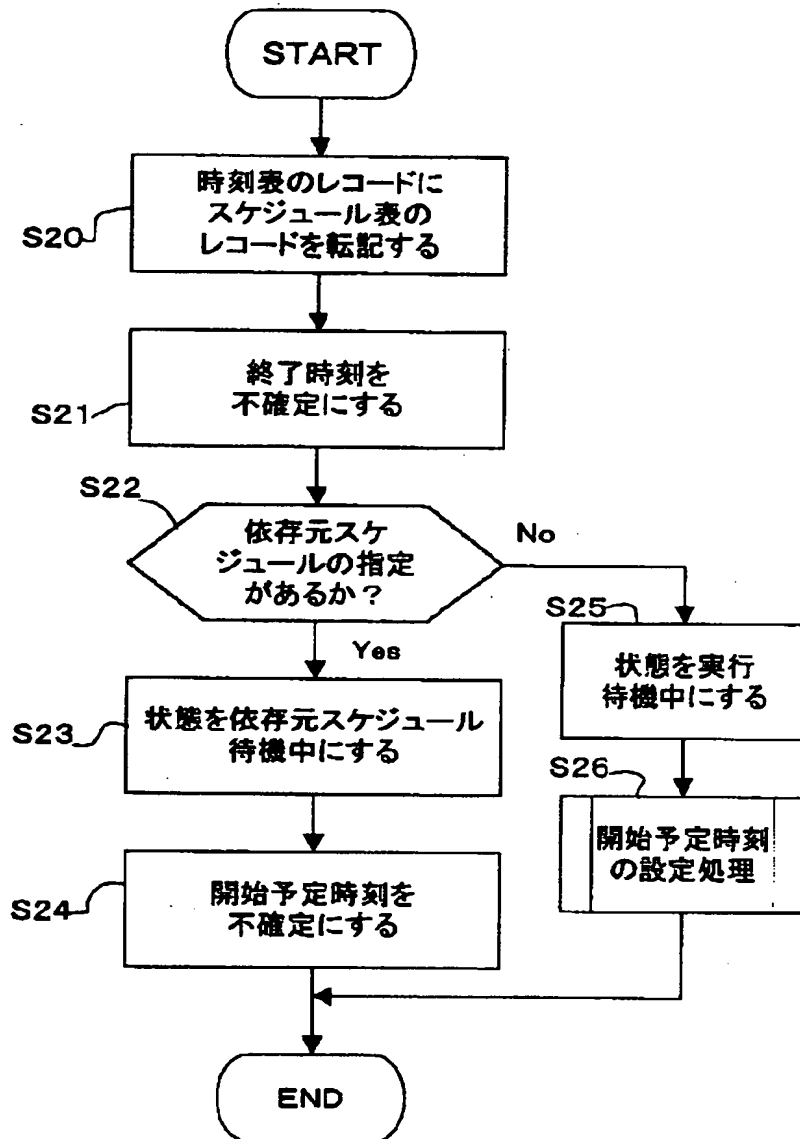 START
S20
時刻表のレコードに
スケジュール表の
レコードを転記する
S21
終了時刻を
不確定にする
S22
依存元スケ
ジュールの指定
があるか？
No
Yes
S23
状態を依存元スケジュール
待機中にする
S24
開始予定時刻を
不確定にする
S25
状態を実行
待機中にする
S26
開始予定時刻
の設定処理
END